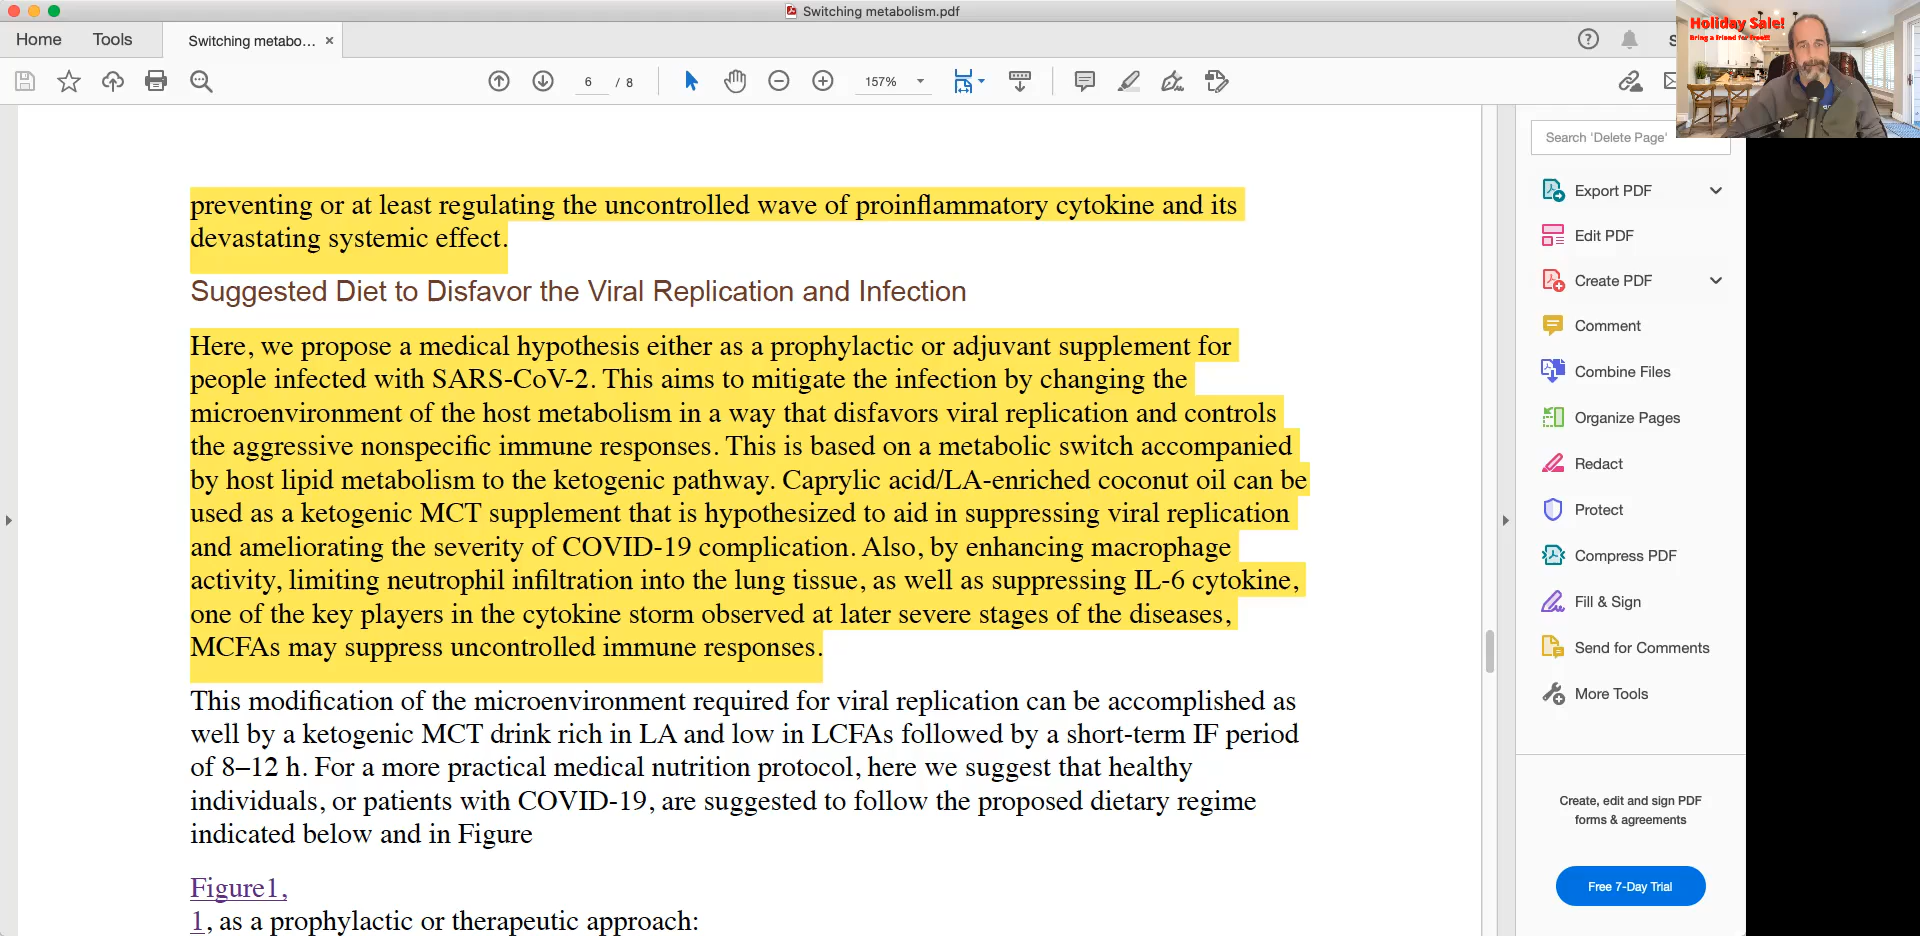 Switching metabolism.pdf
Home
Tools
Switching metabo... ×
6 / 8
157%
Holiday Sale!
Bring a friend for free!!!
Search 'Delete Page'
preventing or at least regulating the uncontrolled wave of proinflammatory cytokine and its
devastating systemic effect.
Suggested Diet to Disfavor the Viral Replication and Infection
Here, we propose a medical hypothesis either as a prophylactic or adjuvant supplement for
people infected with SARS-CoV-2. This aims to mitigate the infection by changing the
microenvironment of the host metabolism in a way that disfavors viral replication and controls
the aggressive nonspecific immune responses. This is based on a metabolic switch accompanied
by host lipid metabolism to the ketogenic pathway. Caprylic acid/LA-enriched coconut oil can be
used as a ketogenic MCT supplement that is hypothesized to aid in suppressing viral replication
and ameliorating the severity of COVID-19 complication. Also, by enhancing macrophage
activity, limiting neutrophil infiltration into the lung tissue, as well as suppressing IL-6 cytokine,
one of the key players in the cytokine storm observed at later severe stages of the diseases,
MCFAs may suppress uncontrolled immune responses.
This modification of the microenvironment required for viral replication can be accomplished as
well by a ketogenic MCT drink rich in LA and low in LCFAs followed by a short-term IF period
of 8–12 h. For a more practical medical nutrition protocol, here we suggest that healthy
individuals, or patients with COVID-19, are suggested to follow the proposed dietary regime
indicated below and in Figure
Figure1,
1, as a prophylactic or therapeutic approach:
Export PDF
Edit PDF
Create PDF
Comment
Combine Files
Organize Pages
Redact
Protect
Compress PDF
Fill & Sign
Send for Comments
More Tools
Create, edit and sign PDF
forms & agreements
Free 7-Day Trial